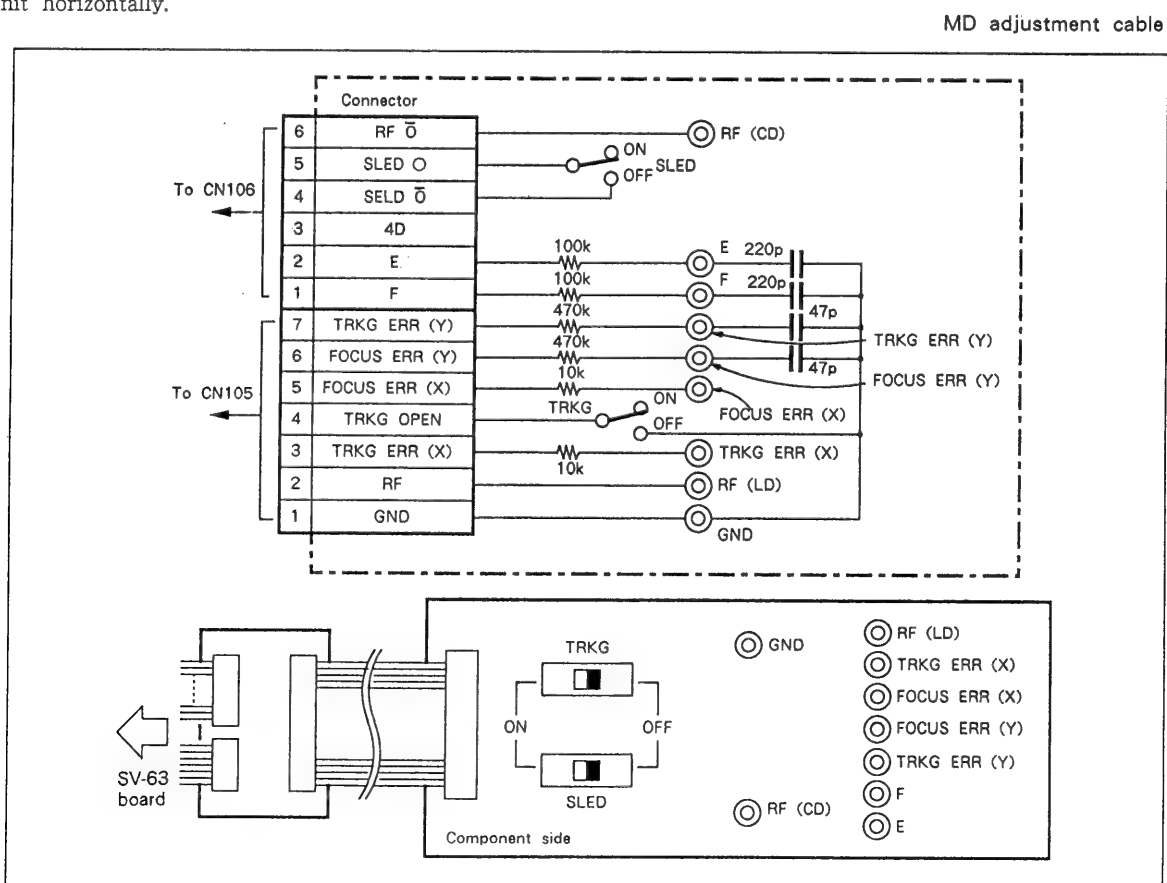 nit horizontally.
MD adjustment cable
Connector
6 RF O̅
5 SLED O
4 SELD O̅
3 4D
2 E
1 F
7 TRKG ERR (Y)
6 FOCUS ERR (Y)
5 FOCUS ERR (X)
4 TRKG OPEN
3 TRKG ERR (X)
2 RF
1 GND
To CN106
To CN105
RF (CD)
ON
SLED
OFF
100k
E
220p
100k
F
220p
470k
47p
TRKG ERR (Y)
470k
47p
FOCUS ERR (Y)
10k
FOCUS ERR (X)
TRKG
ON
OFF
10k
TRKG ERR (X)
RF (LD)
GND
SV-63
board
TRKG
ON
OFF
SLED
Component side
GND
RF (CD)
RF (LD)
TRKG ERR (X)
FOCUS ERR (X)
FOCUS ERR (Y)
TRKG ERR (Y)
F
E